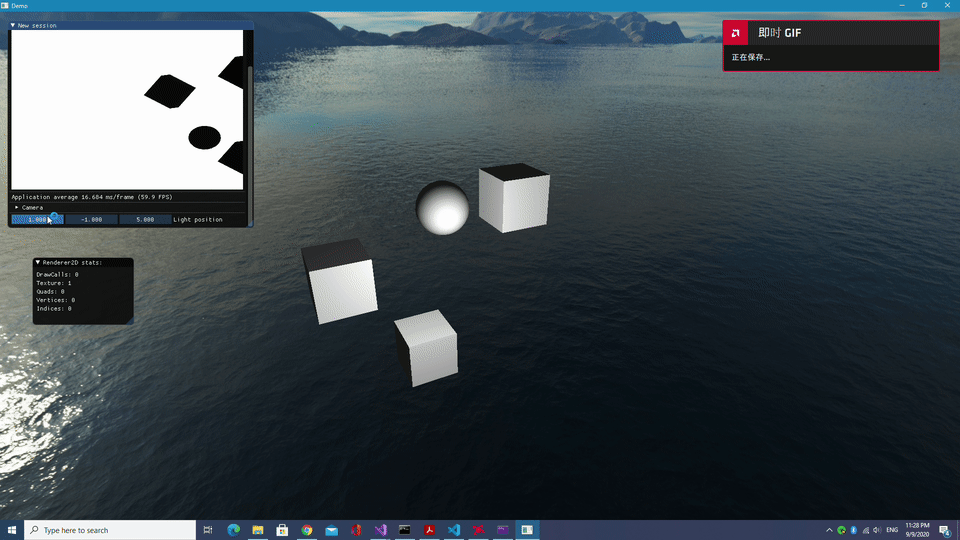 Demo
New session
即时 GIF
正在保存...
Application average 16.684 ms/frame (59.9 FPS)
Camera
1.000 -1.000 5.000 Light position
Renderer2D stats:
DrawCalls: 0
Texture: 1
Quads: 0
Vertices: 0
Indices: 0
Type here to search
ENG
11:28 PM
9/9/2020